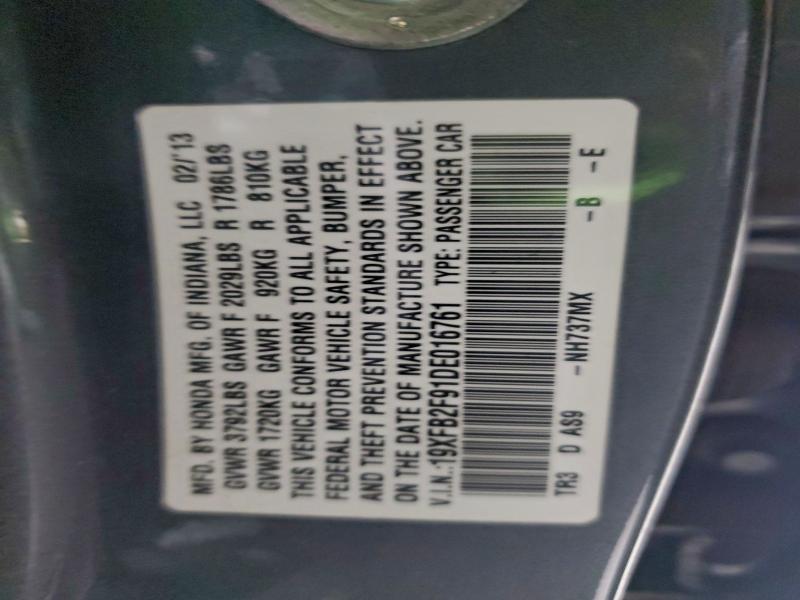 MFD. BY HONDA MFG. OF INDIANA, LLC 02/'13
GVWR 3792LBS GAWR F 2029LBS R 1786LBS
GVWR 1720KG GAWR F 920KG R 810KG
THIS VEHICLE CONFORMS TO ALL APPLICABLE
FEDERAL MOTOR VEHICLE SAFETY, BUMPER,
AND THEFT PREVENTION STANDARDS IN EFFECT
ON THE DATE OF MANUFACTURE SHOWN ABOVE.
V.I.N.:19XFB2F91DE016761 TYPE: PASSENGER CAR
TR3 D AS9 -NH737MX -B -E